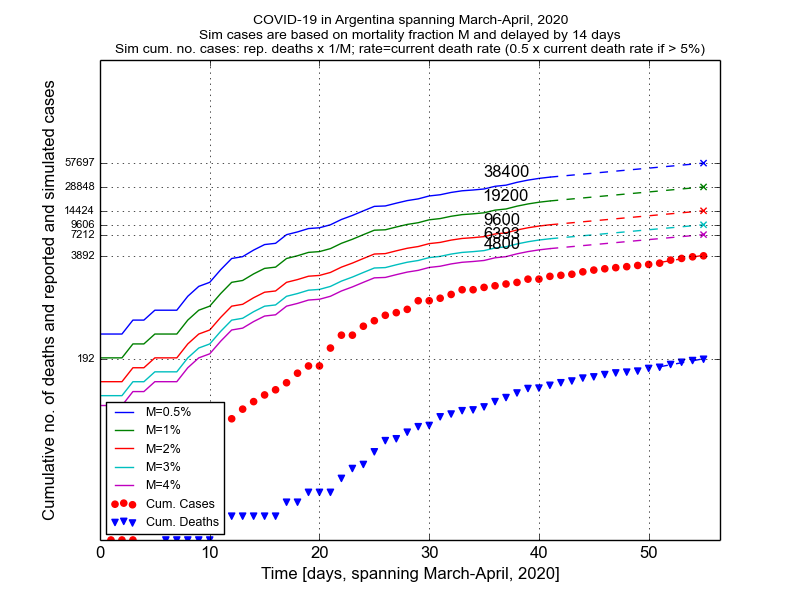 COVID-19 in Argentina spanning March-April, 2020
Sim cases are based on mortality fraction M and delayed by 14 days
Sim cum. no. cases: rep. deaths x 1/M; rate=current death rate (0.5 x current death rate if > 5%)
Cumulative no. of deaths and reported and simulated cases
57697
28848
14424
9606
7212
3892
192
38400
19200
9600
6393
4800
M=0.5%
M=1%
M=2%
M=3%
M=4%
Cum. Cases
Cum. Deaths
0 10 20 30 40 50
Time [days, spanning March-April, 2020]